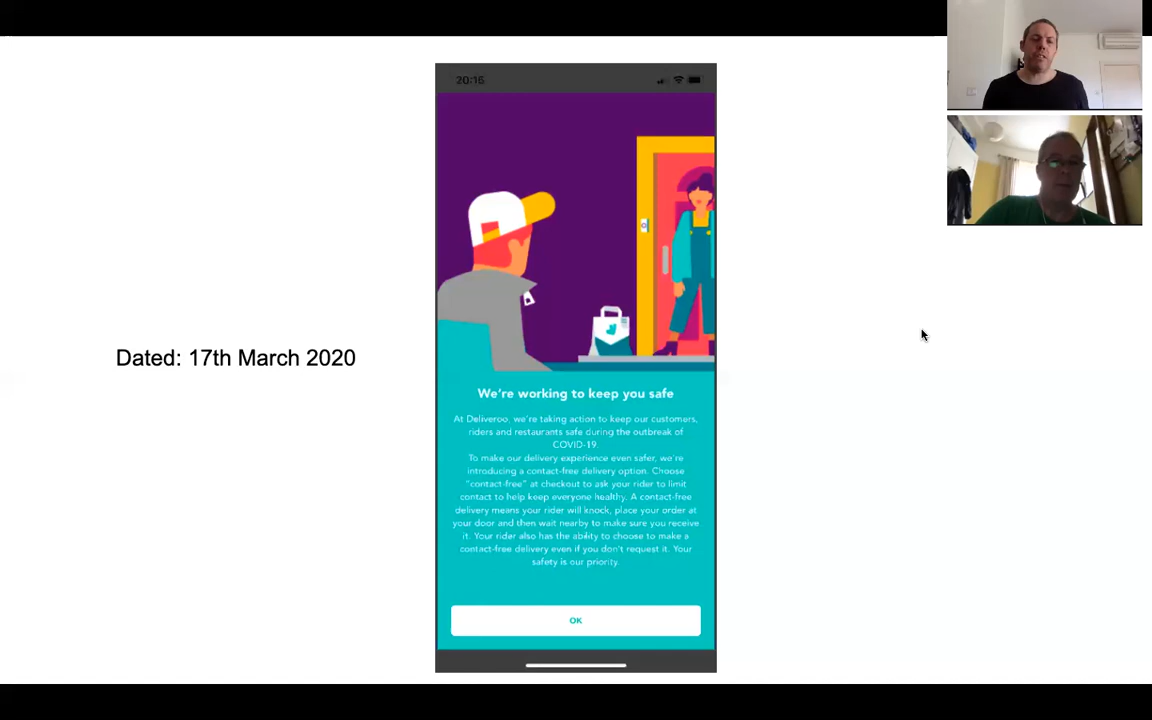 20:15
Dated: 17th March 2020
We're working to keep you safe
At Deliveroo, we're taking action to keep our customers,
riders and restaurants safe during the outbreak of
COVID-19.
To make our delivery experience even safer, we're
introducing a contact-free delivery option. Choose
"contact-free" at checkout to ask your rider to limit
contact to help keep everyone healthy. A contact-free
delivery means your rider will knock, place your order at
your door and then wait nearby to make sure you receive
it. Your rider also has the ability to choose to make a
contact-free delivery even if you don't request it. Your
safety is our priority.
OK